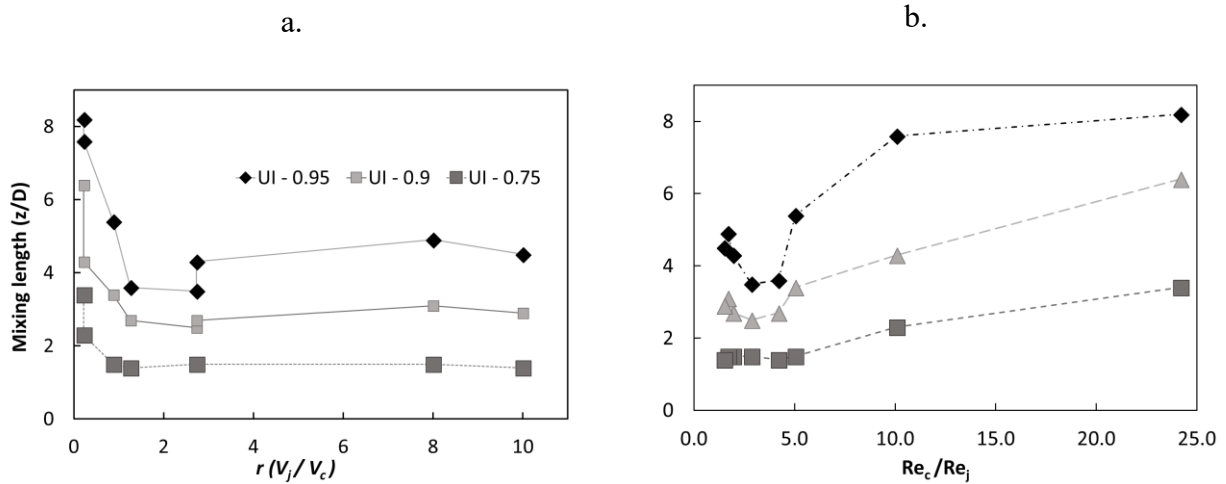 a.
8
6
4
2
0
Mixing length (z/D)
UI - 0.95 UI - 0.9 UI - 0.75
0 2 4 6 8 10
r (Vj / Vc)
b.
8
6
4
2
0
0.0 5.0 10.0 15.0 20.0 25.0
Rec/Rej